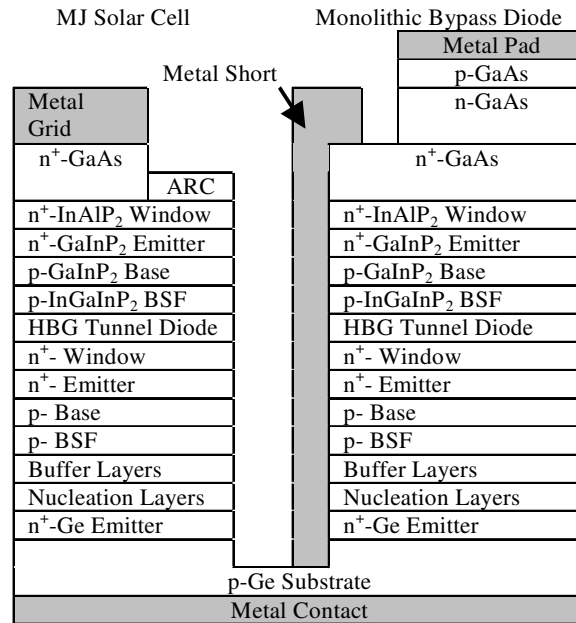 MJ Solar Cell
Monolithic Bypass Diode
Metal Short
Metal
Grid
n⁺-GaAs
ARC
n⁺-InAlP₂ Window
n⁺-GaInP₂ Emitter
p-GaInP₂ Base
p-InGaInP₂ BSF
HBG Tunnel Diode
n⁺- Window
n⁺- Emitter
p- Base
p- BSF
Buffer Layers
Nucleation Layers
n⁺-Ge Emitter
Metal Pad
p-GaAs
n-GaAs
n⁺-GaAs
n⁺-InAlP₂ Window
n⁺-GaInP₂ Emitter
p-GaInP₂ Base
p-InGaInP₂ BSF
HBG Tunnel Diode
n⁺- Window
n⁺- Emitter
p- Base
p- BSF
Buffer Layers
Nucleation Layers
n⁺-Ge Emitter
p-Ge Substrate
Metal Contact